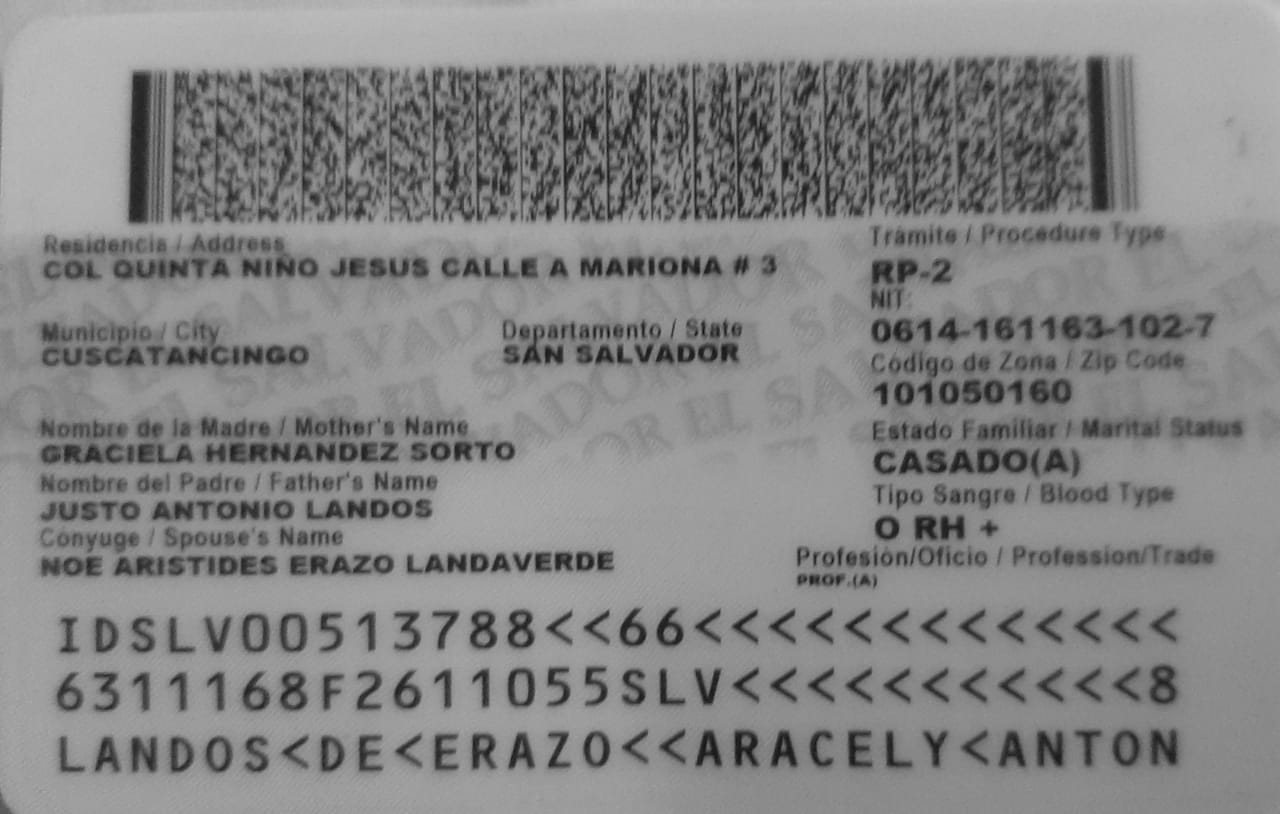 Residencia / Address
COL QUINTA NIÑO JESUS CALLE A MARIONA # 3
Trámite / Procedure Type
RP-2
NIT:
0614-161163-102-7
Municipio / City
CUSCATANCINGO
Departamento / State
SAN SALVADOR
Código de Zona / Zip Code
101050160
Nombre de la Madre / Mother's Name
GRACIELA HERNANDEZ SORTO
Estado Familiar / Marital Status
CASADO(A)
Nombre del Padre / Father's Name
JUSTO ANTONIO LANDOS
Tipo Sangre / Blood Type
O RH +
Conyuge / Spouse's Name
NOE ARISTIDES ERAZO LANDAVERDE
Profesión/Oficio / Profession/Trade
PROF.(A)
IDSLV00513788<<66<<<<<<<<<<<<<
6311168F2611055SLV<<<<<<<<<<<8
LANDOS<DE<ERAZO<<ARACELY<ANTON